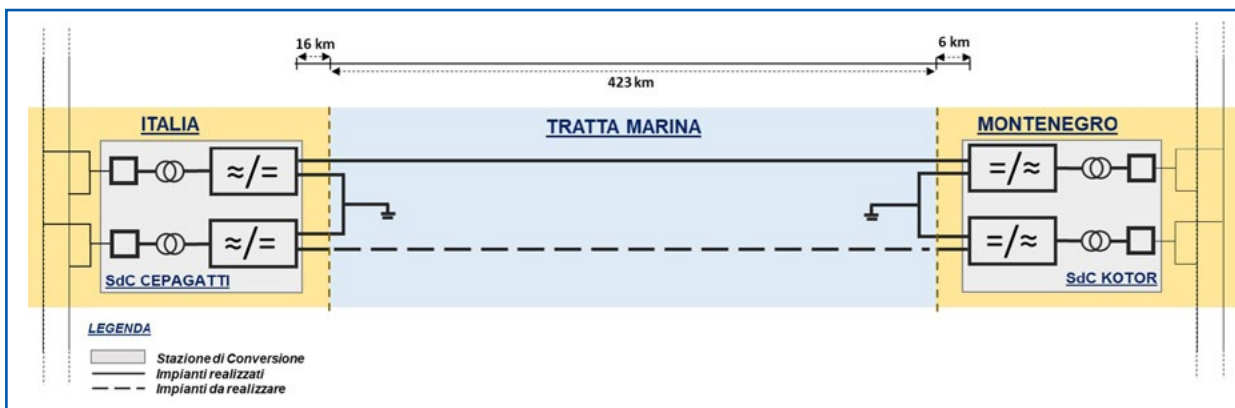 16 km
6 km
423 km
ITALIA
TRATTA MARINA
MONTENEGRO
≈/=
=/≈
≈/=
=/≈
SdC CEPAGATTI
SdC KOTOR
LEGENDA
Stazione di Conversione
Impianti realizzati
Impianti da realizzare